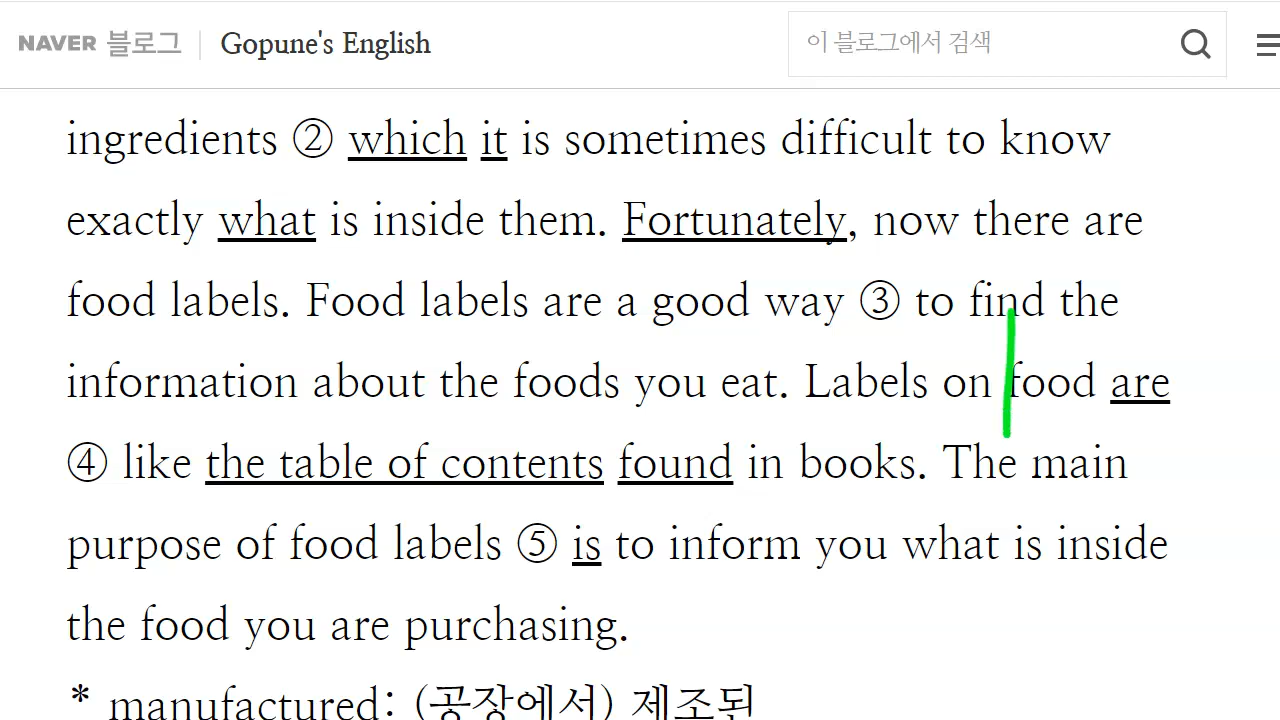 NAVER 블로그 Gopune's English 이 블로그에서 검색
ingredients ② which it is sometimes difficult to know
exactly what is inside them. Fortunately, now there are
food labels. Food labels are a good way ③ to find the
information about the foods you eat. Labels on food are
④ like the table of contents found in books. The main
purpose of food labels ⑤ is to inform you what is inside
the food you are purchasing.
* manufactured: (공장에서) 제조된